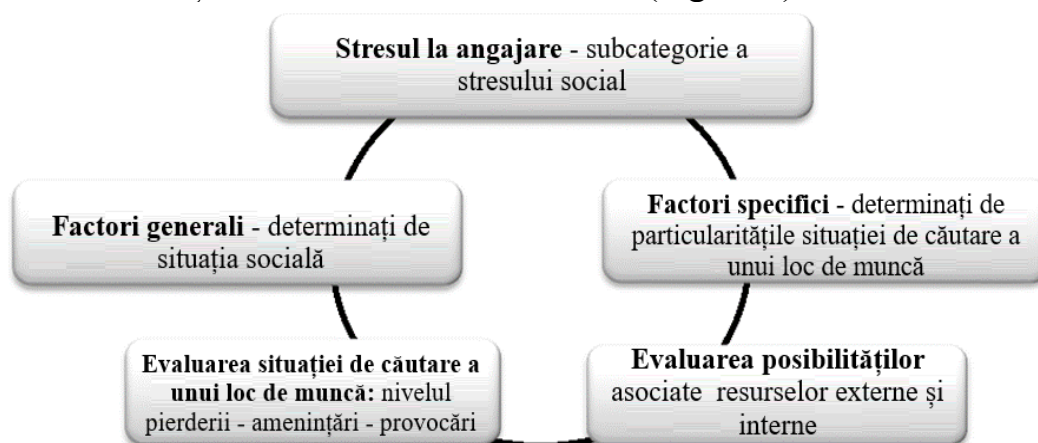 Stresul la angajare - subcategorie a
stresului social
Factori generali - determinați de
situația socială
Factori specifici - determinați de
particularitățile situației de căutare a
unui loc de muncă
Evaluarea situației de căutare a
unui loc de muncă: nivelul
pierderii - amenințări - provocări
Evaluarea posibilităților
asociate resurselor externe și
interne